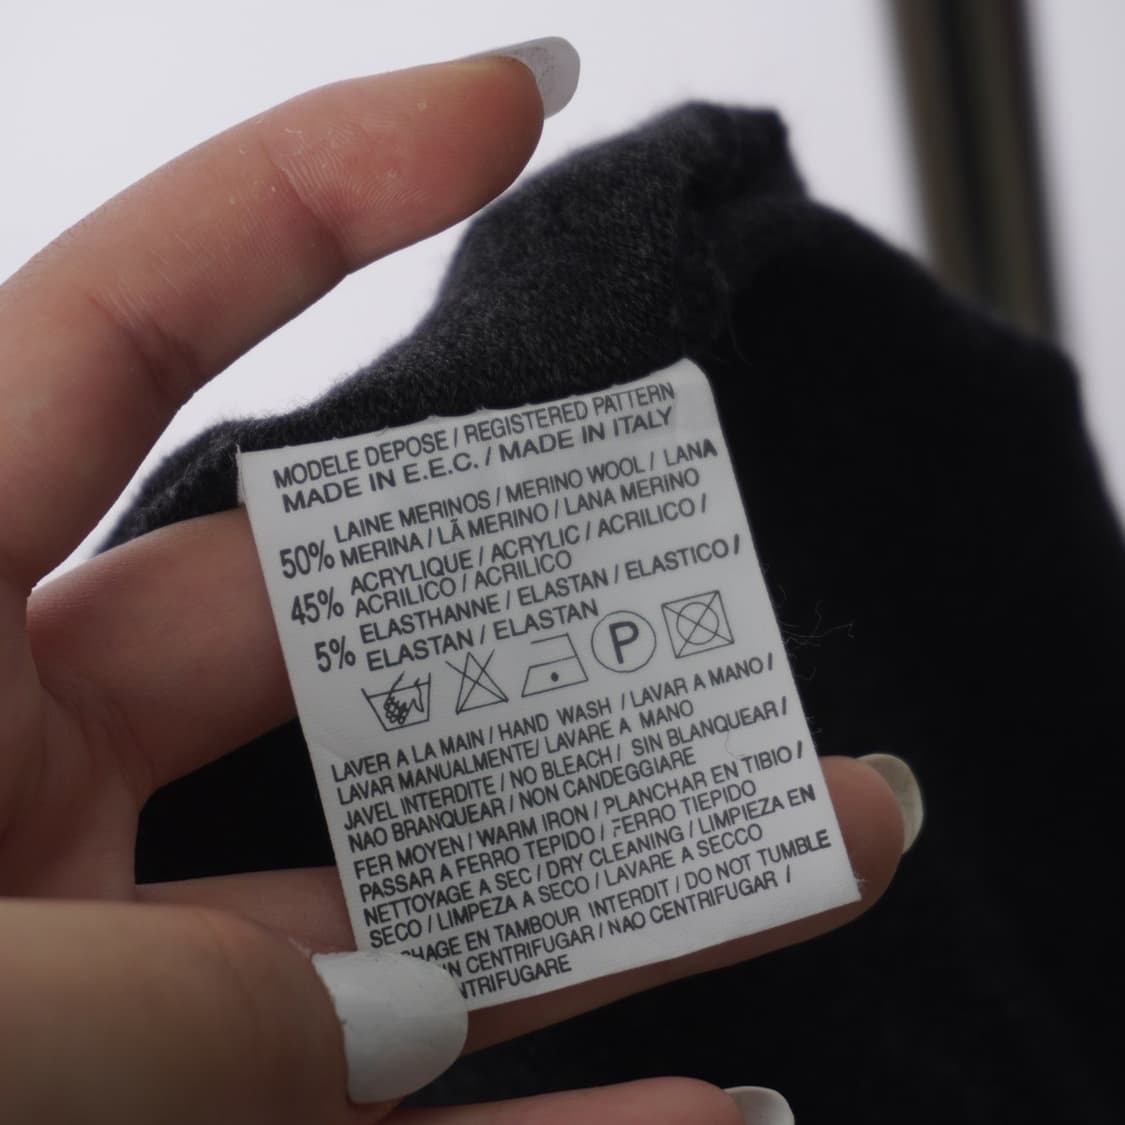 MODELE DEPOSE / REGISTERED PATTERN
MADE IN E.E.C. / MADE IN ITALY
50% LAINE MERINOS / MERINO WOOL / LANA
MERINA / LÃ MERINO / LANA MERINO
45% ACRYLIQUE / ACRYLIC / ACRILICO /
ACRILICO / ACRILICO
5% ELASTHANNE / ELASTAN / ELASTICO /
ELASTAN / ELASTAN
P
LAVER A LA MAIN / HAND WASH / LAVAR A MANO /
LAVAR MANUALMENTE/ LAVARE A MANO
JAVEL INTERDITE / NO BLEACH / SIN BLANQUEAR /
NAO BRANQUEAR / NON CANDEGGIARE
FER MOYEN / WARM IRON / PLANCHAR EN TIBIO /
PASSAR A FERRO TEPIDO / FERRO TIEPIDO
NETTOYAGE A SEC / DRY CLEANING / LIMPIEZA EN
SECO / LIMPEZA A SECO / LAVARE A SECCO
HAGE EN TAMBOUR INTERDIT / DO NOT TUMBLE
N CENTRIFUGAR / NAO CENTRIFUGAR /
NTRIFUGARE